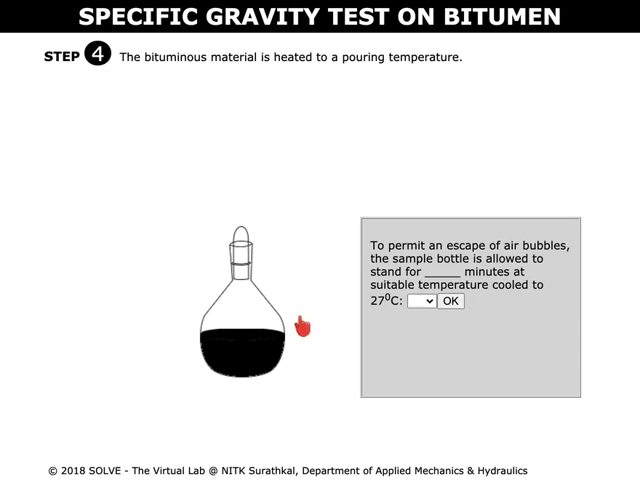 SPECIFIC GRAVITY TEST ON BITUMEN
STEP 4 The bituminous material is heated to a pouring temperature.
To permit an escape of air bubbles,
the sample bottle is allowed to
stand for _____ minutes at
suitable temperature cooled to
27⁰C: OK
© 2018 SOLVE - The Virtual Lab @ NITK Surathkal, Department of Applied Mechanics & Hydraulics